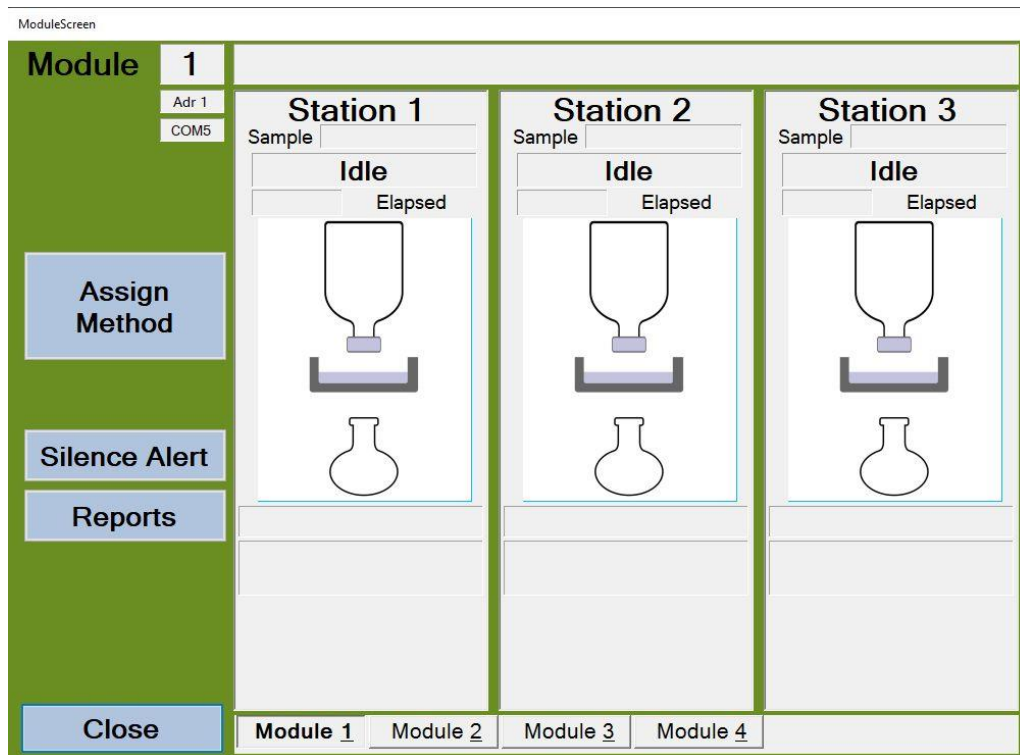 ModuleScreen
Module 1
Adr 1
COM5
Assign
Method
Silence Alert
Reports
Close
Station 1
Sample
Idle
Elapsed
Station 2
Sample
Idle
Elapsed
Station 3
Sample
Idle
Elapsed
Module 1
Module 2
Module 3
Module 4